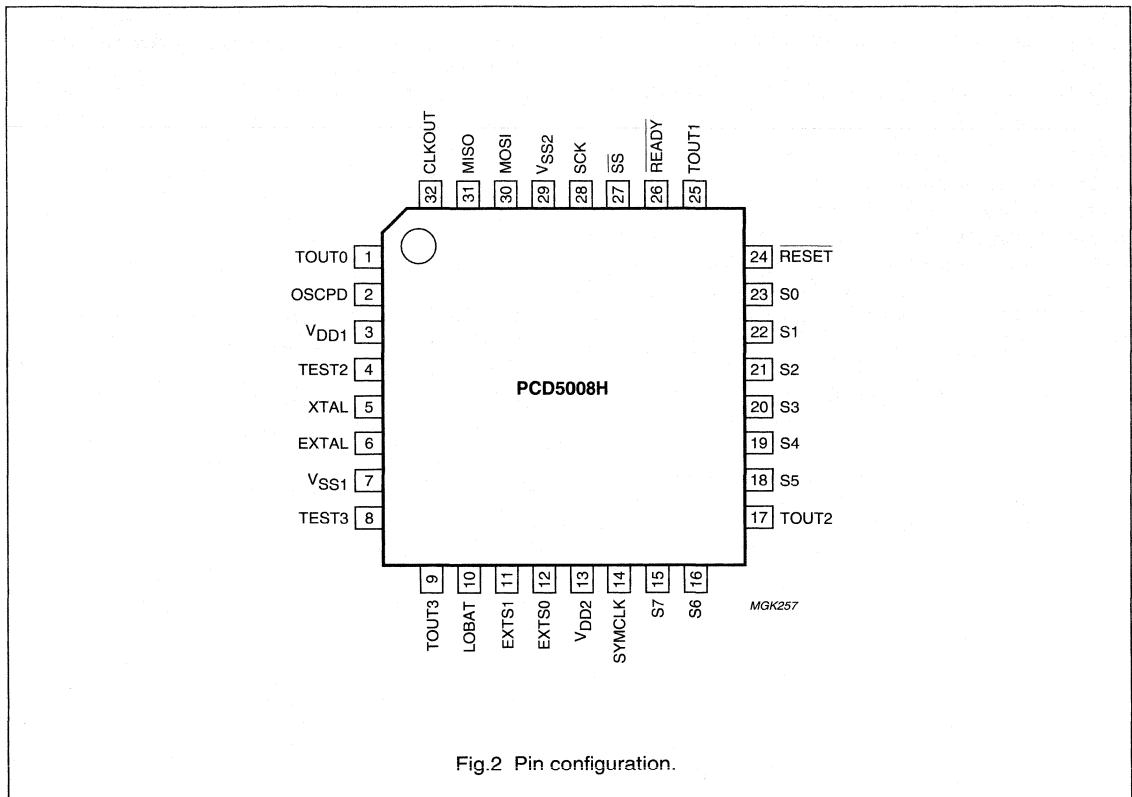 CLKOUT
MISO
MOSI
VSS2
SCK
SS
READY
TOUT1
32
31
30
29
28
27
26
25
TOUT0 1
OSCPD 2
VDD1 3
TEST2 4
XTAL 5
EXTAL 6
VSS1 7
TEST3 8
PCD5008H
24 RESET
23 S0
22 S1
21 S2
20 S3
19 S4
18 S5
17 TOUT2
9
10
11
12
13
14
15
16
TOUT3
LOBAT
EXTS1
EXTS0
VDD2
SYMCLK
S7
S6
MGK257
Fig.2 Pin configuration.